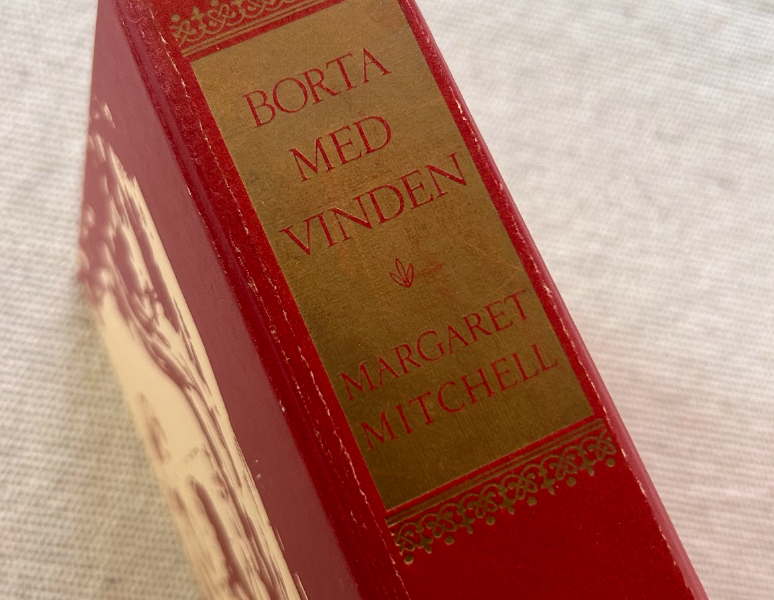 BORTA
MED
VINDEN
MARGARET
MITCHELL